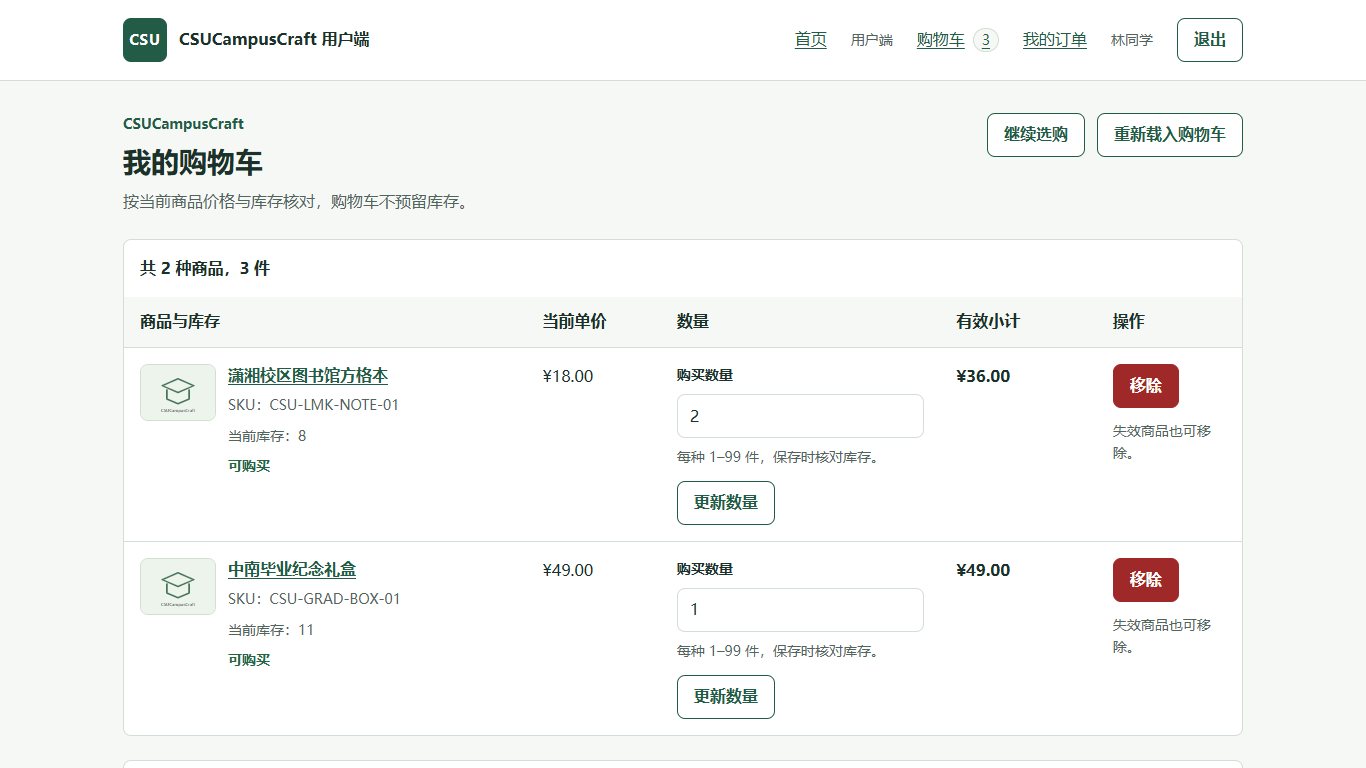 CSU CSUCampusCraft 用户端 首页 用户端 购物车 3 我的订单 林同学 退出
CSUCampusCraft
继续选购 重新载入购物车
我的购物车
按当前商品价格与库存核对，购物车不预留库存。
共 2 种商品，3 件
商品与库存 当前单价 数量 有效小计 操作
CSUCampusCraft
潇湘校区图书馆方格本 ¥18.00 购买数量 ¥36.00 移除
SKU：CSU-LMK-NOTE-01 2
当前库存：8 失效商品也可移
除。
可购买 每种 1–99 件，保存时核对库存。
更新数量
CSUCampusCraft
中南毕业纪念礼盒 ¥49.00 购买数量 ¥49.00 移除
SKU：CSU-GRAD-BOX-01 1
当前库存：11 失效商品也可移
除。
可购买 每种 1–99 件，保存时核对库存。
更新数量